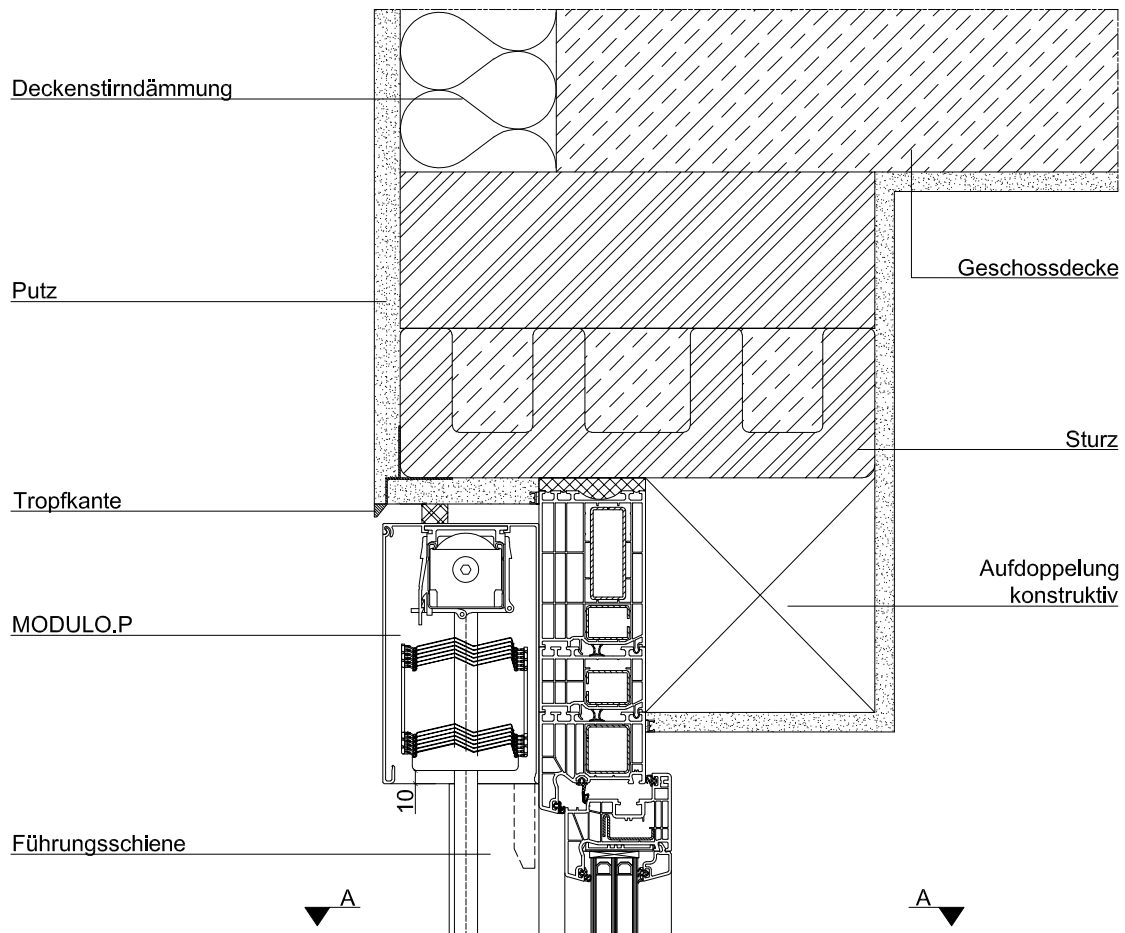 Deckenstirndämmung
Geschossdecke
Putz
Sturz
Tropfkante
Aufdoppelung
konstruktiv
MODULO.P
10
Führungsschiene
A
A